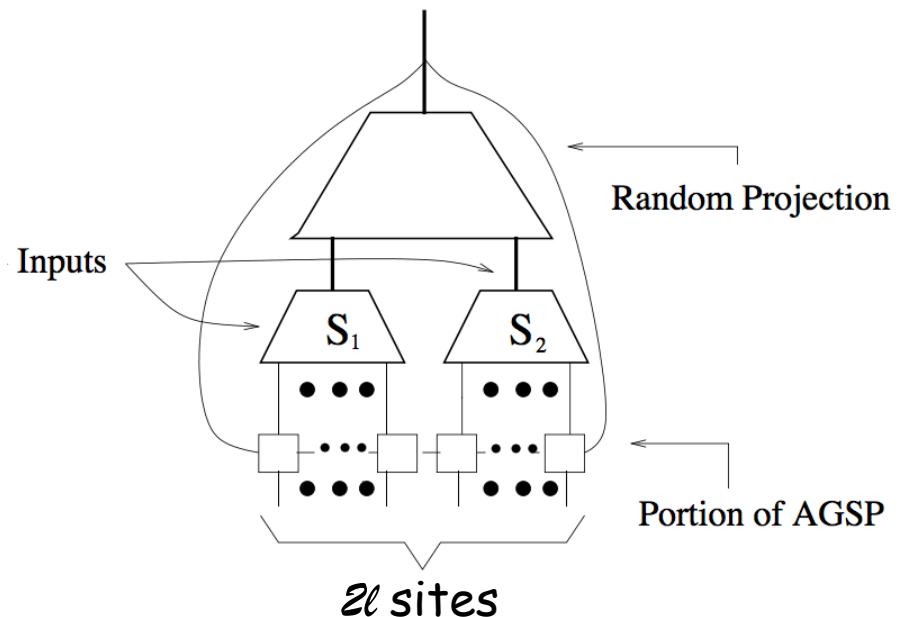 Random Projection
Inputs
S₁
S₂
Portion of AGSP
2l sites